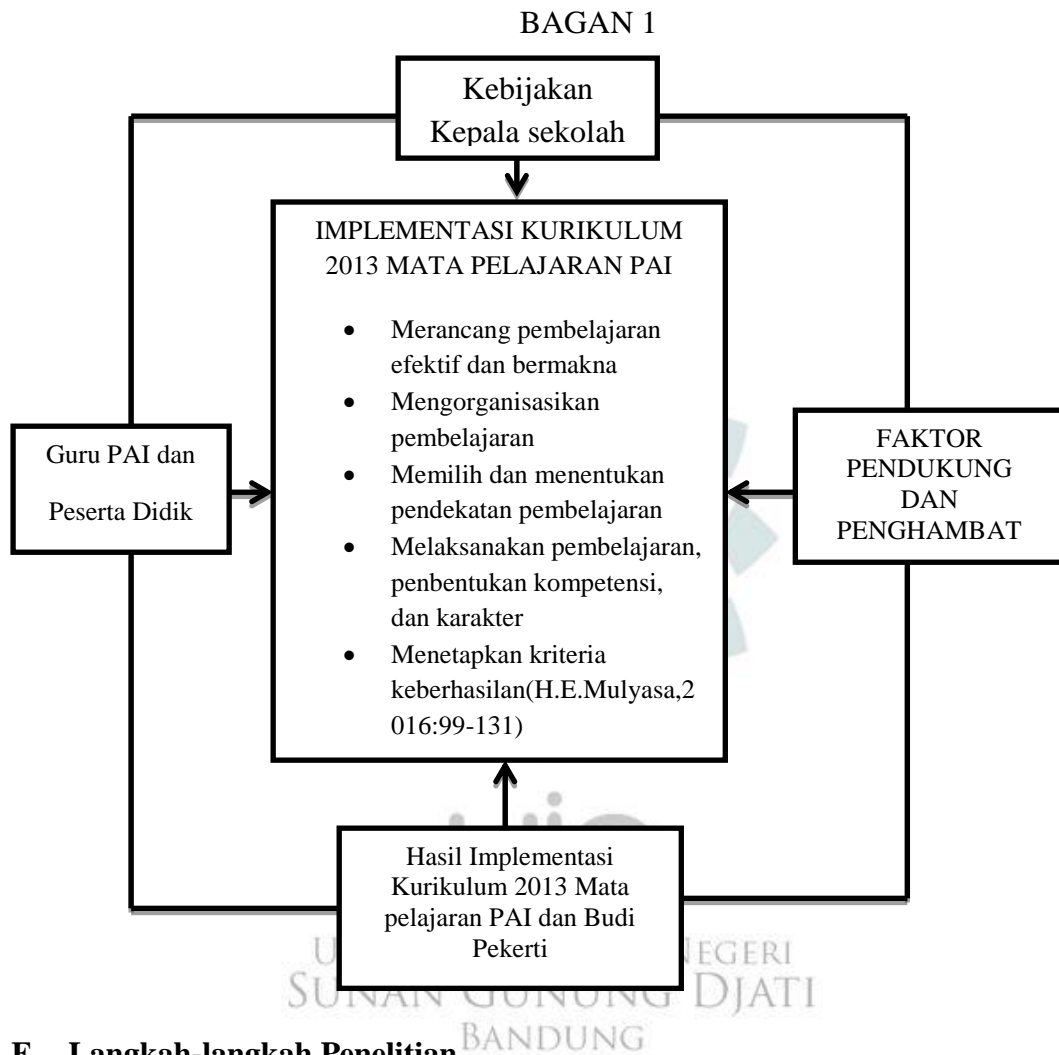 BAGAN 1
Kebijakan
Kepala sekolah
IMPLEMENTASI KURIKULUM
2013 MATA PELAJARAN PAI
• Merancang pembelajaran
efektif dan bermakna
• Mengorganisasikan
pembelajaran
• Memilih dan menentukan
pendekatan pembelajaran
• Melaksanakan pembelajaran,
penbentukan kompetensi,
dan karakter
• Menetapkan kriteria
keberhasilan(H.E.Mulyasa,2
016:99-131)
Guru PAI dan
Peserta Didik
FAKTOR
PENDUKUNG
DAN
PENGHAMBAT
Hasil Implementasi
Kurikulum 2013 Mata
pelajaran PAI dan Budi
Pekerti
SUNAN GUNUNG DJATI
BANDUNG
Langkah-langkah Penelitian